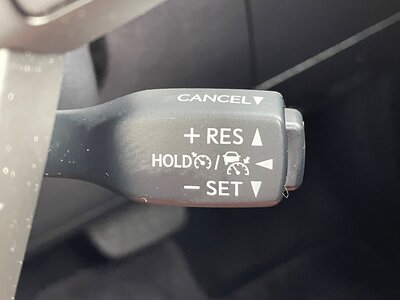 CANCEL▼
+ RES ▲
HOLD / ◀
− SET ▼